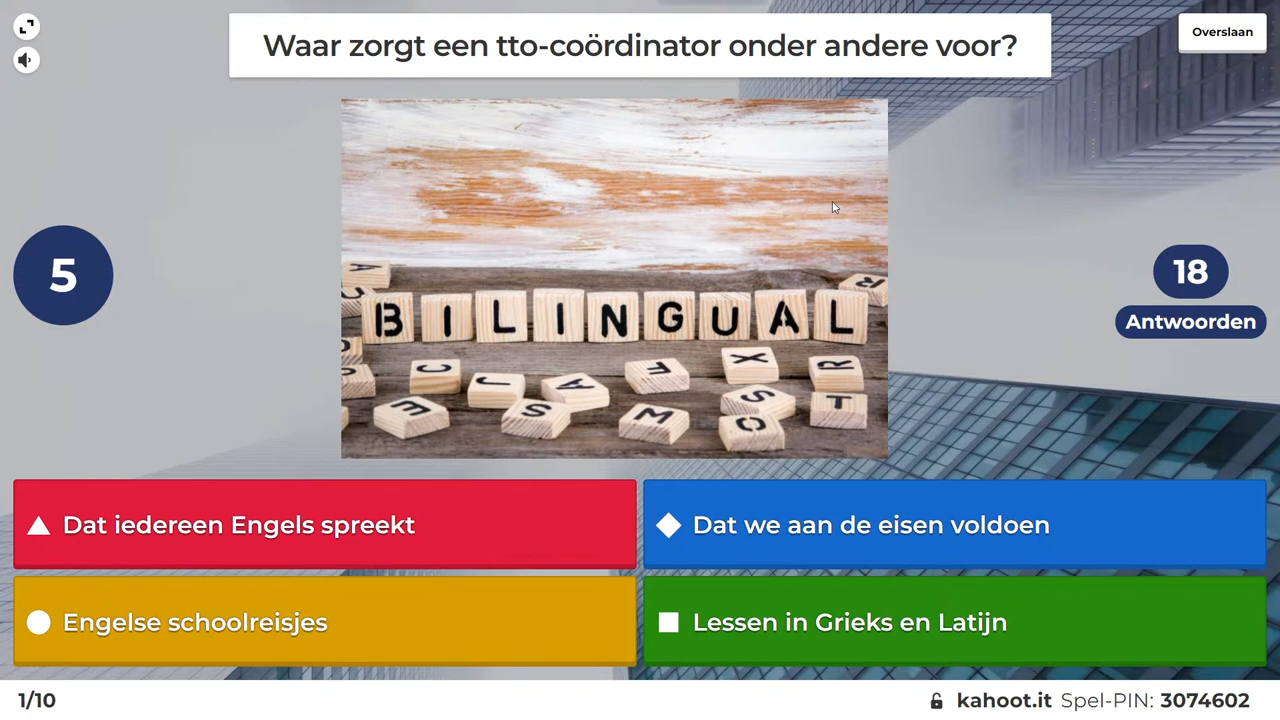 Waar zorgt een tto-coördinator onder andere voor?
Overslaan
BILINGUAL
5
18
Antwoorden
Dat iedereen Engels spreekt
Dat we aan de eisen voldoen
Engelse schoolreisjes
Lessen in Grieks en Latijn
1/10
kahoot.it Spel-PIN: 3074602